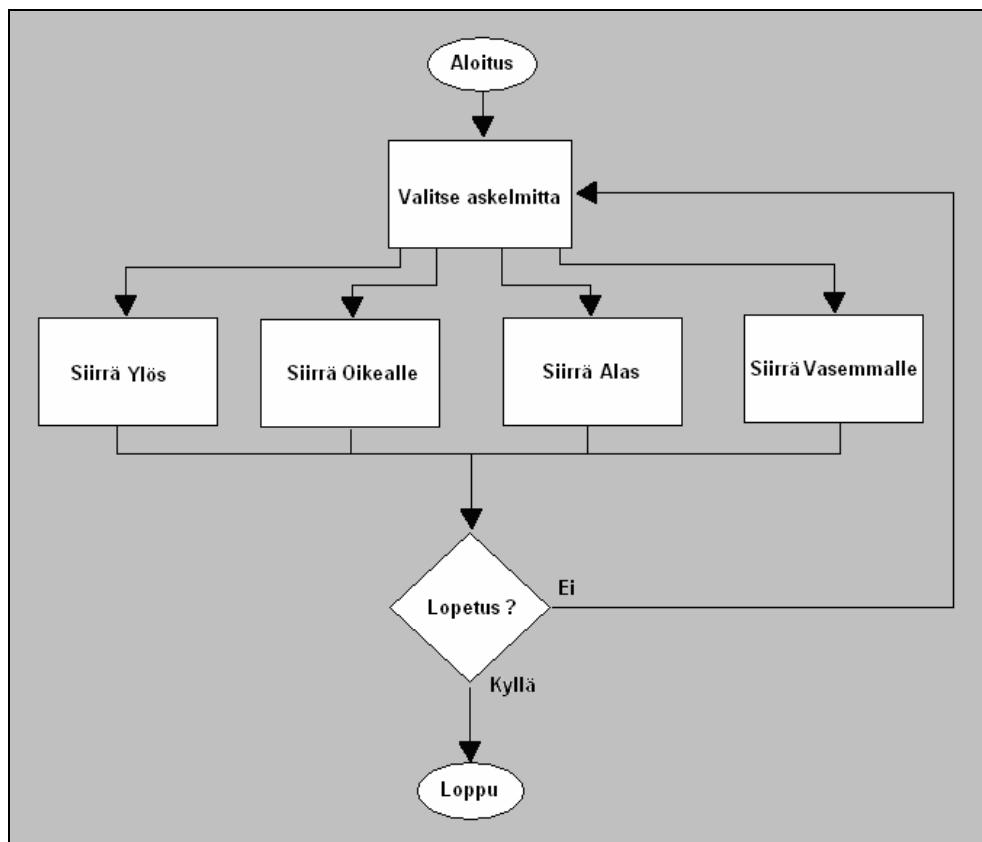 Aloitus
Valitse askelmitta
Siirrä Ylös
Siirrä Oikealle
Siirrä Alas
Siirrä Vasemmalle
Lopetus ?
Ei
Kyllä
Loppu